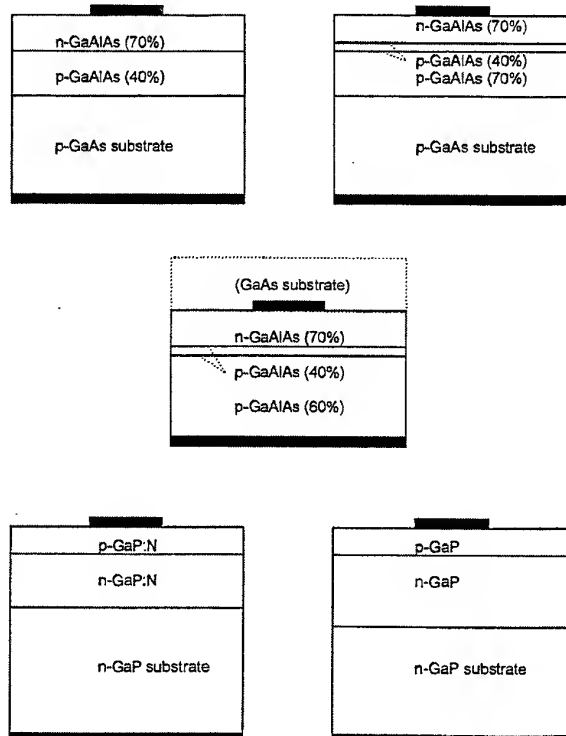 n-GaAlAs (70%)
p-GaAlAs (40%)
p-GaAs substrate
n-GaAlAs (70%)
p-GaAlAs (40%)
p-GaAlAs (70%)
p-GaAs substrate
(GaAs substrate)
n-GaAlAs (70%)
p-GaAlAs (40%)
p-GaAlAs (60%)
p-GaP:N
n-GaP:N
n-GaP substrate
p-GaP
n-GaP
n-GaP substrate